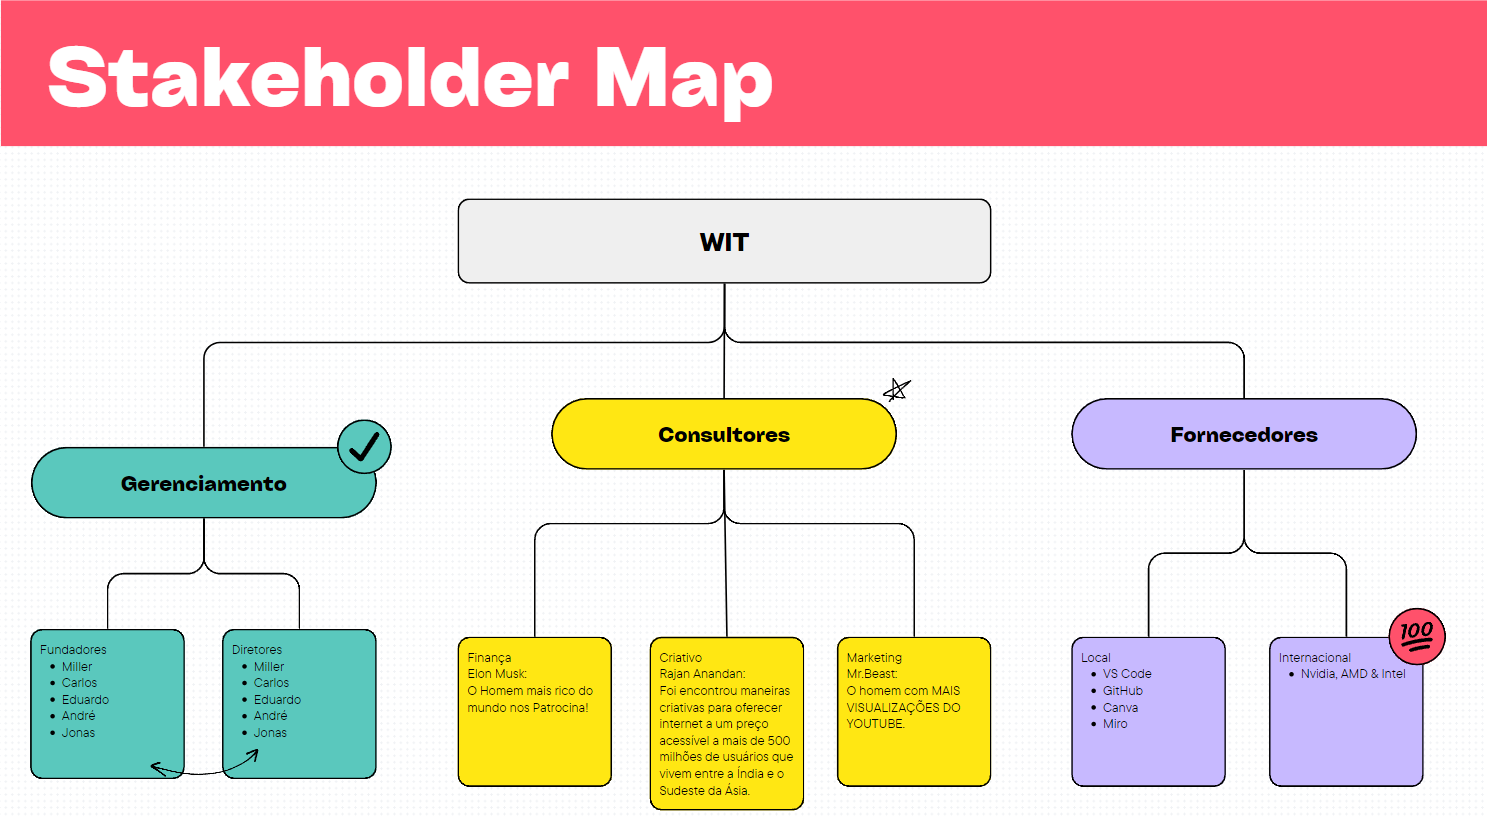 Stakeholder Map
WIT
Gerenciamento
Consultores
Fornecedores
Fundadores
• Miller
• Carlos
• Eduardo
• André
• Jonas
Diretores
• Miller
• Carlos
• Eduardo
• André
• Jonas
Finança
Elon Musk:
O Homem mais rico do
mundo nos Patrocina!
Criativo
Rajan Anandan:
Foi encontrou maneiras
criativas para oferecer
internet a um preço
acessível a mais de 500
milhões de usuários que
vivem entre a Índia e o
Sudeste da Ásia.
Marketing
Mr.Beast:
O homem com MAIS
VISUALIZAÇÕES DO
YOUTUBE.
Local
• VS Code
• GitHub
• Canva
• Miro
100
Internacional
• Nvidia, AMD & Intel